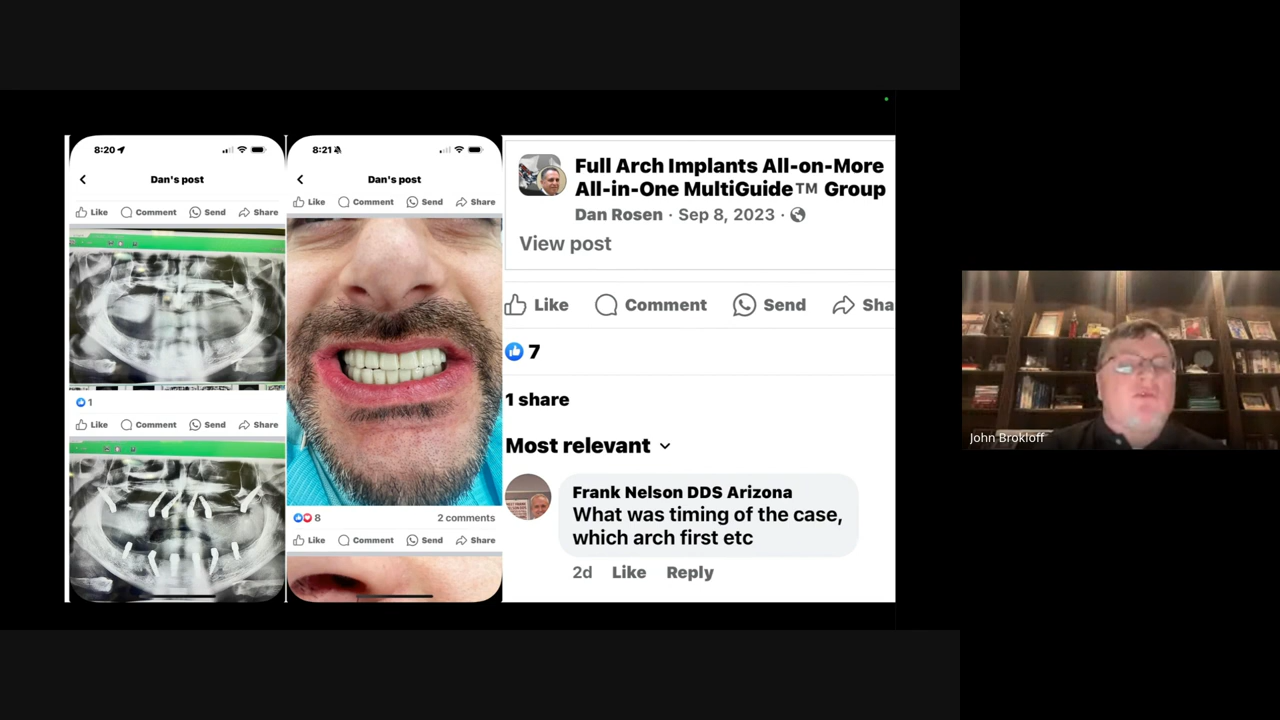 8:20
Dan's post
Like Comment Send Share
1
Like Comment Send Share
8:21
Dan's post
Like Comment Send Share
8 2 comments
Like Comment Send Share
Full Arch Implants All-on-More
All-in-One MultiGuide™ Group
Dan Rosen · Sep 8, 2023 ·
View post
Like Comment Send Sha
7
1 share
Most relevant
Frank Nelson DDS Arizona
What was timing of the case,
which arch first etc
2d Like Reply
John Brokloff